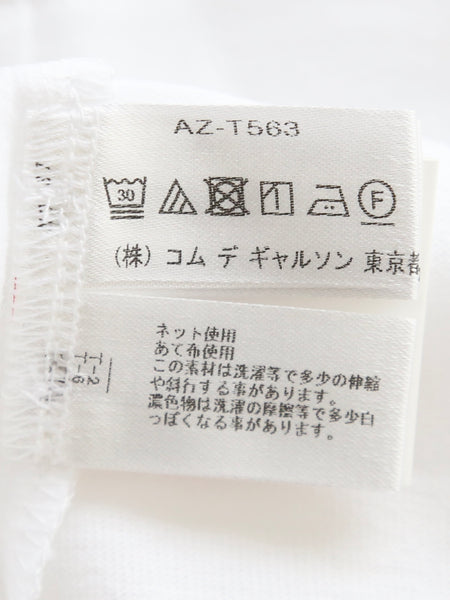 AZ-T563
30
F
(株) コム デ ギャルソン 東京都
ネット使用
あて布使用
この素材は洗濯等で多少の伸縮
や斜行する事があります。
濃色物は洗濯の摩擦等で多少白
っぽくなる事があります。
T-2
T-6